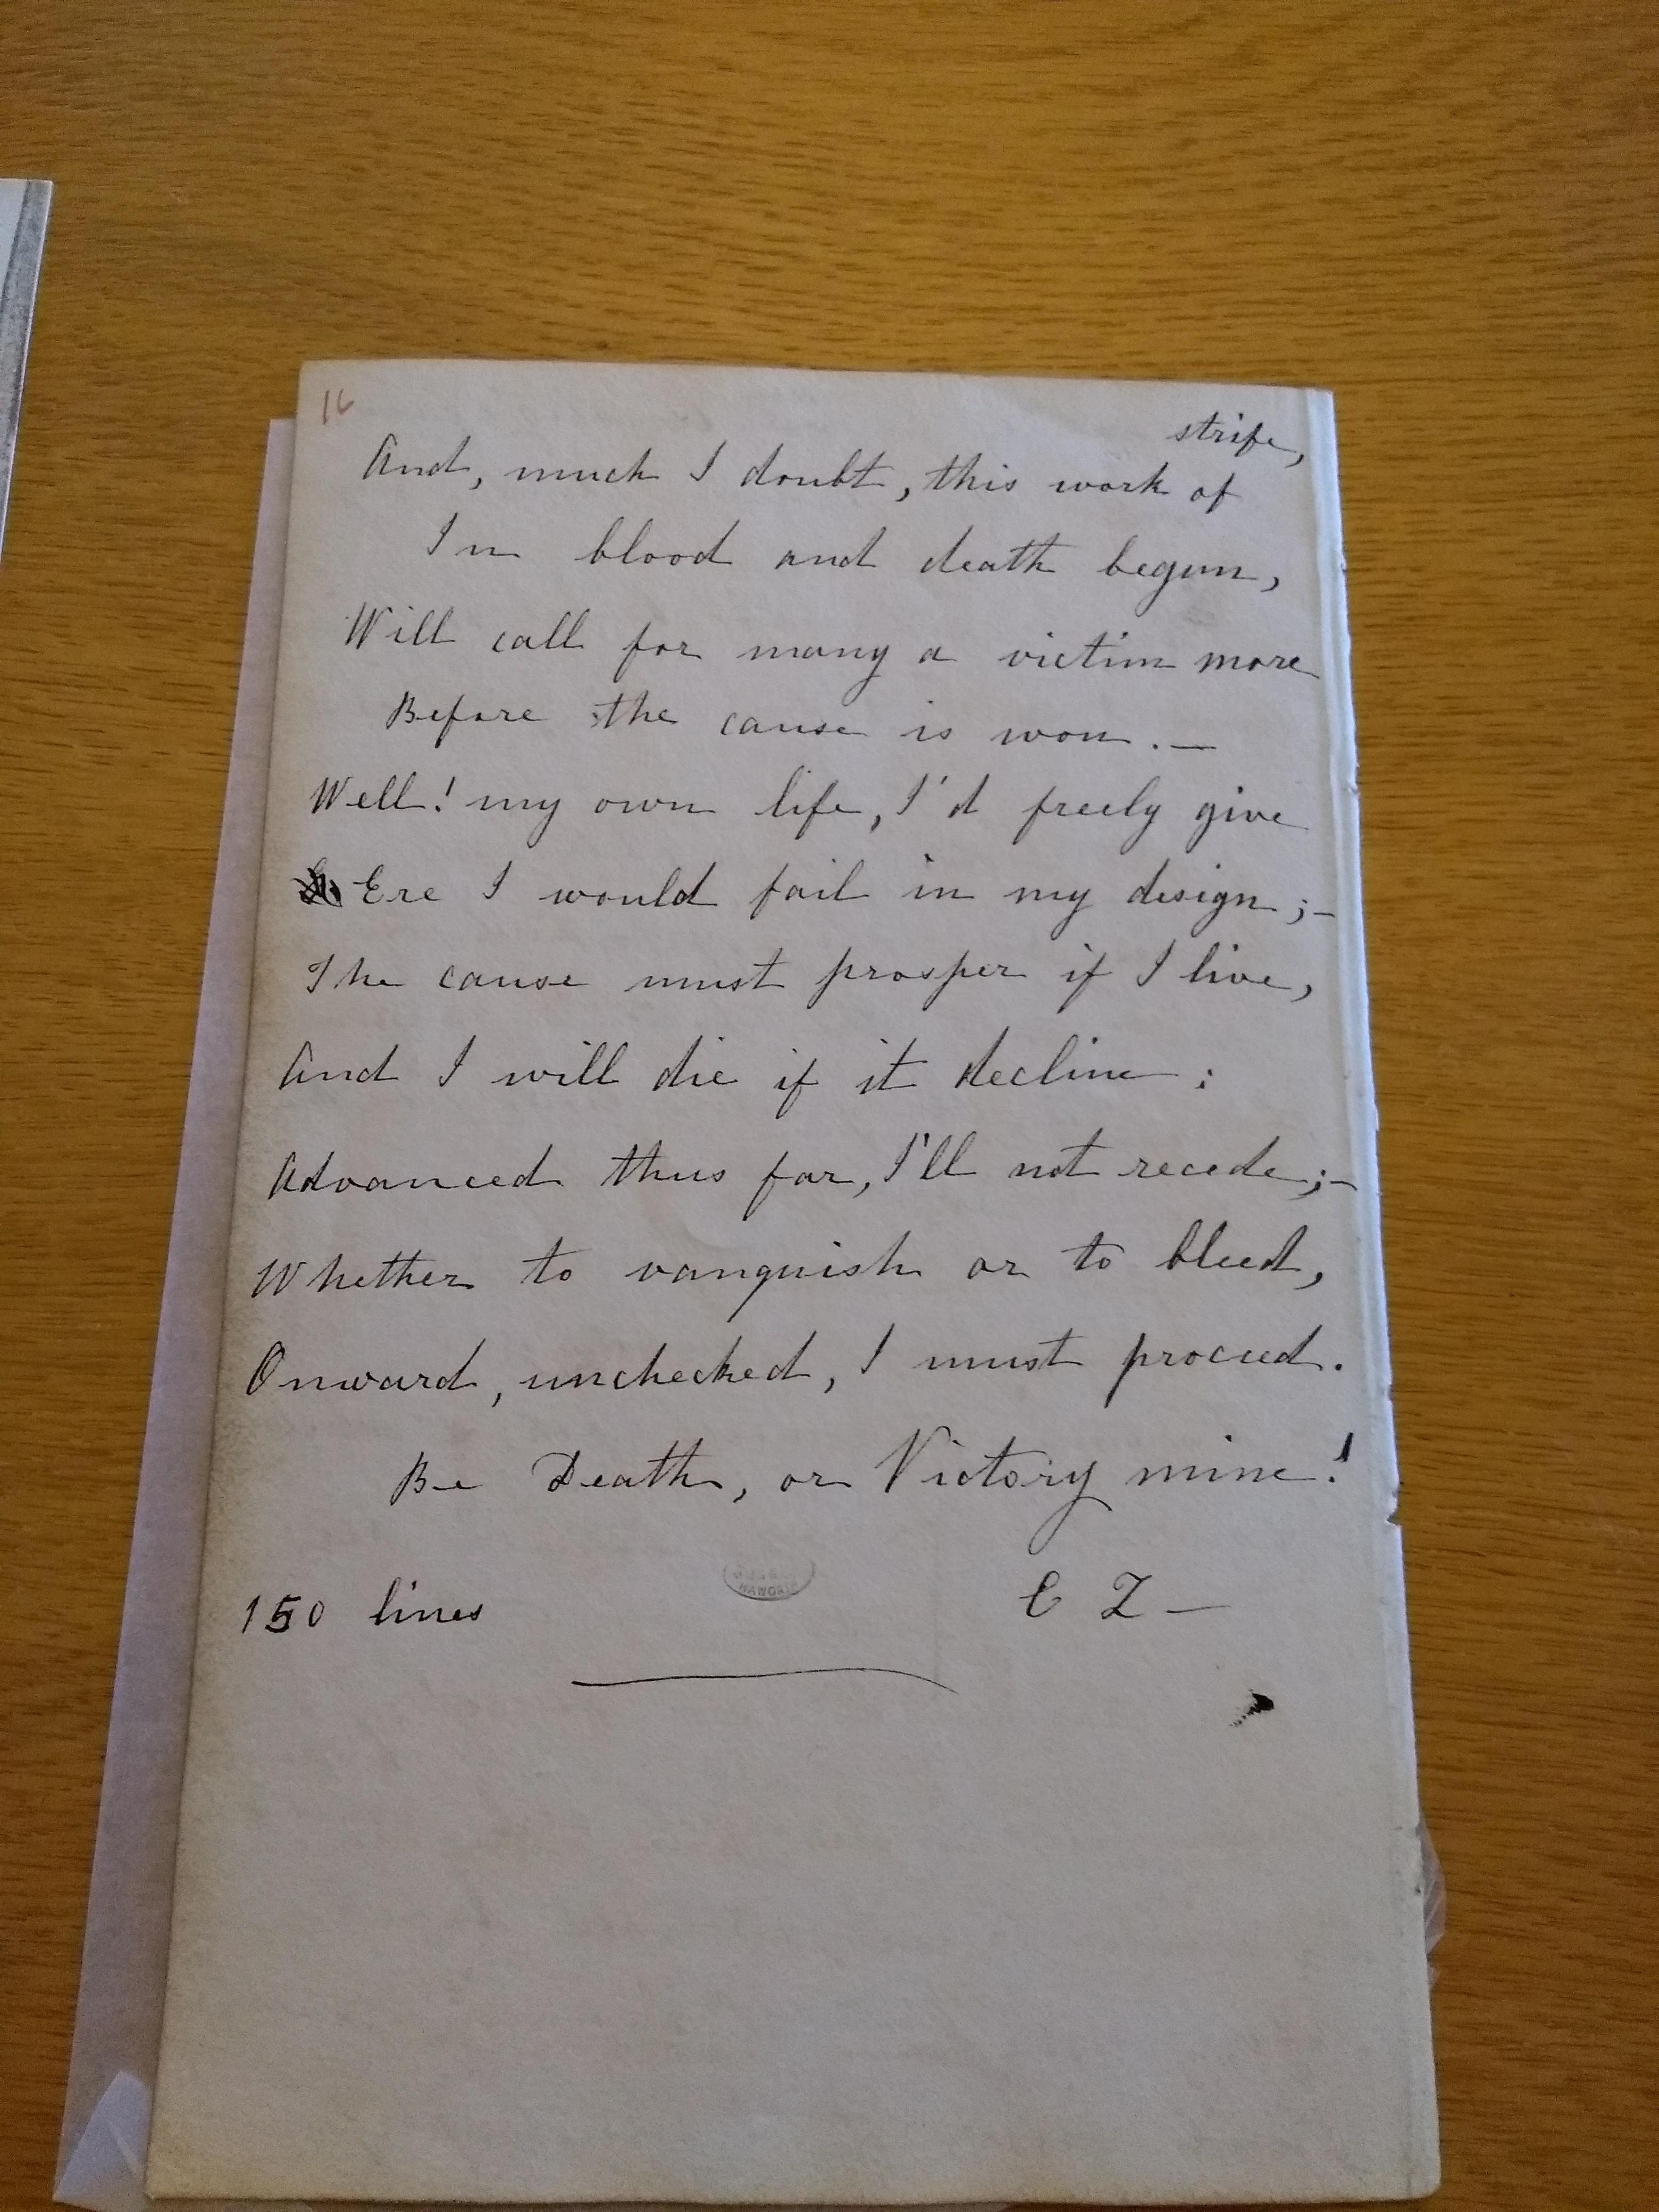 16
And, much I doubt, this work of strife,
In blood and death begun,
Will call for many a victim more
Before the cause is won. —
Well! my own life, I'd freely give
Ere I would fail in my design;—
The cause must prosper if I live,
And I will die if it decline:
Advanced thus far, I'll not recede;—
Whether to vanquish or to bleed,
Onward, unchecked, I must proceed.
Be Death, or Victory mine!
E Z —
150 lines
HAWORTH